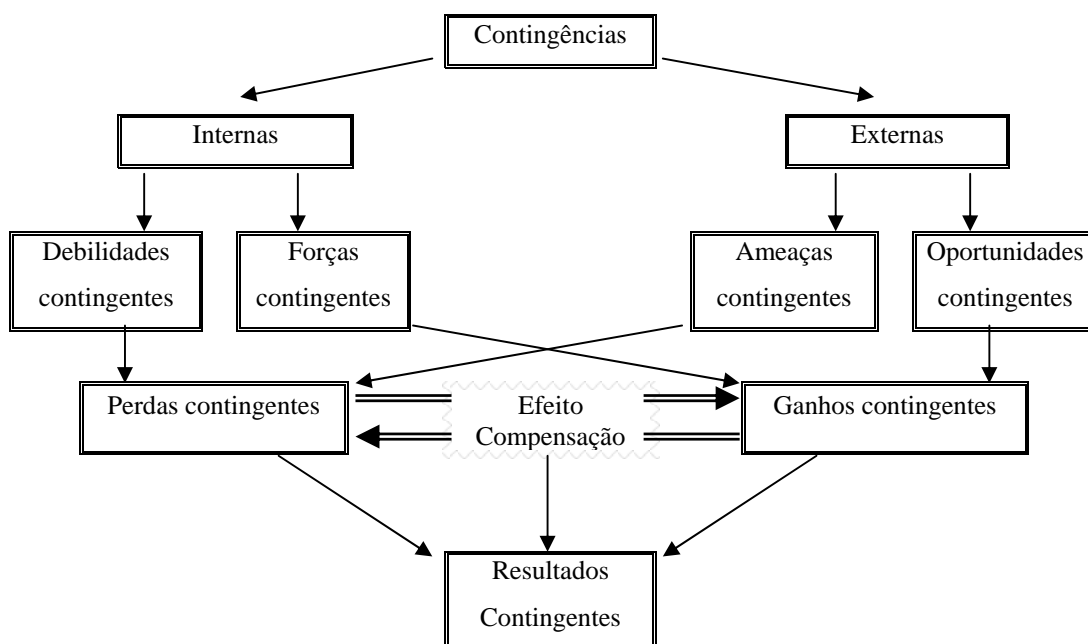 Contingências
Internas
Externas
Debilidades
contingentes
Forças
contingentes
Ameaças
contingentes
Oportunidades
contingentes
Perdas contingentes
Efeito
Compensação
Ganhos contingentes
Resultados
Contingentes